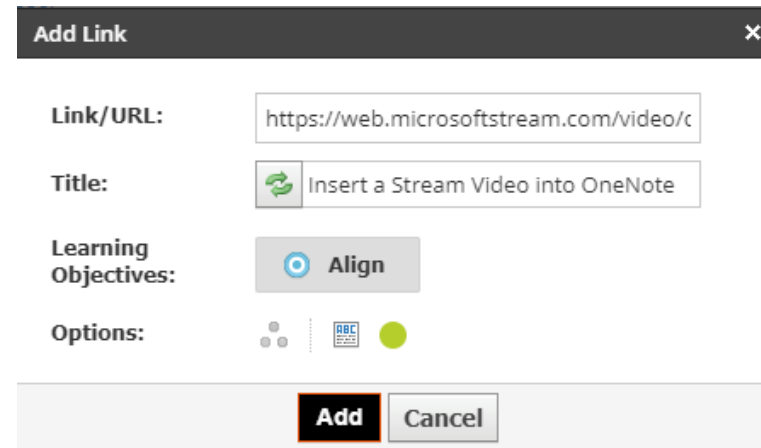 Add Link
Link/URL:
https://web.microsoftstream.com/video/c
Title:
Insert a Stream Video into OneNote
Learning
Objectives:
Align
Options:
ABC
Add
Cancel